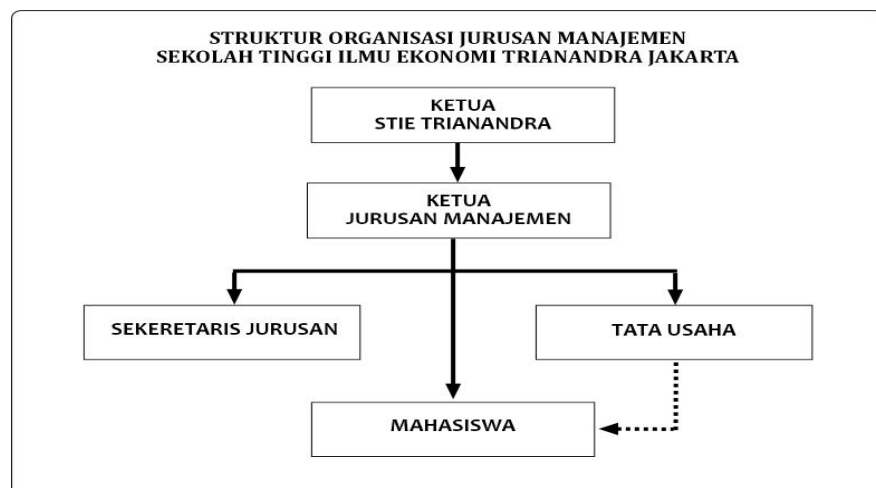 STRUKTUR ORGANISASI JURUSAN MANAJEMEN
SEKOLAH TINGGI ILMU EKONOMI TRIANANDRA JAKARTA
KETUA
STIE TRIANANDRA
KETUA
JURUSAN MANAJEMEN
SEKERETARIS JURUSAN
TATA USAHA
MAHASISWA